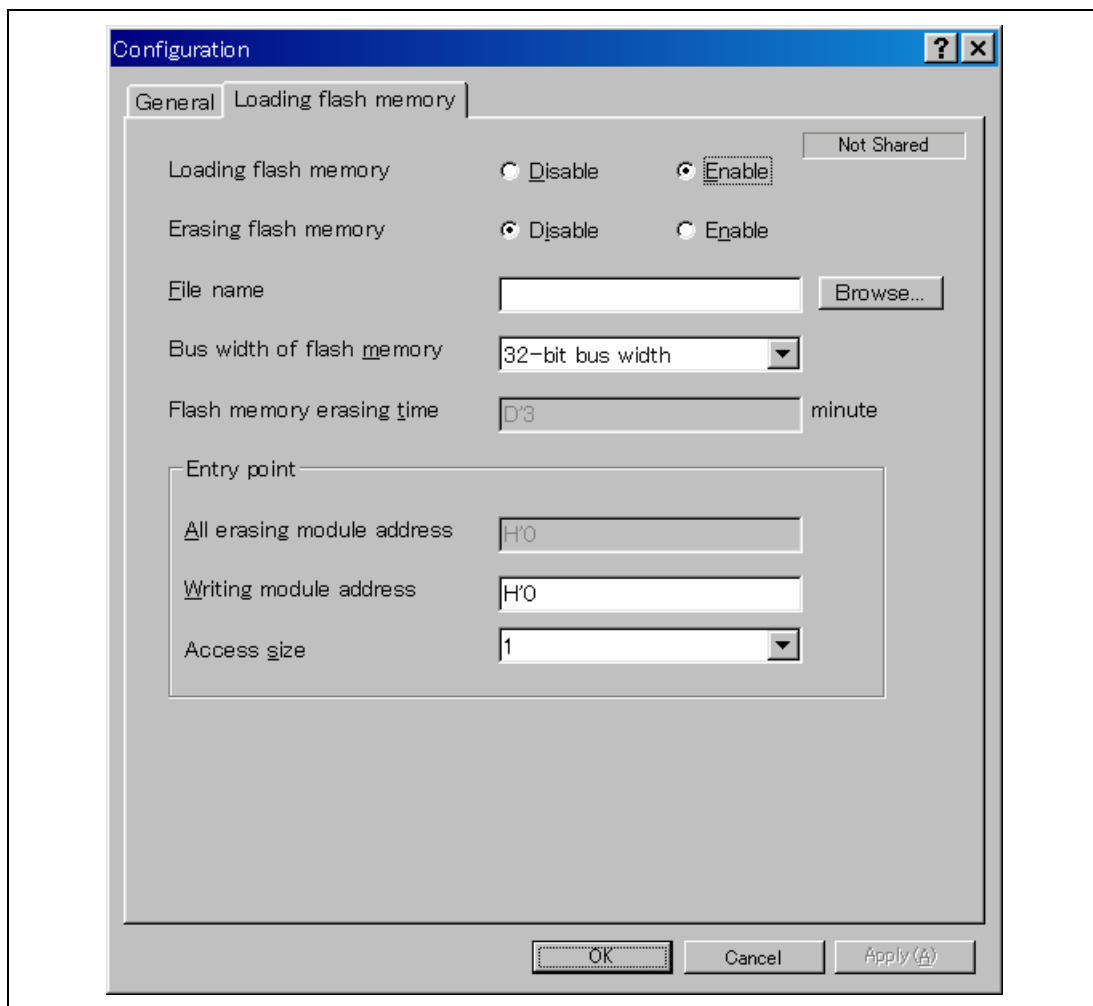 Configuration
General Loading flash memory
Not Shared
Loading flash memory Disable Enable
Erasing flash memory Disable Enable
File name Browse...
Bus width of flash memory 32-bit bus width
Flash memory erasing time D'3 minute
Entry point
All erasing module address H'0
Writing module address H'0
Access size 1
OK Cancel Apply(A)